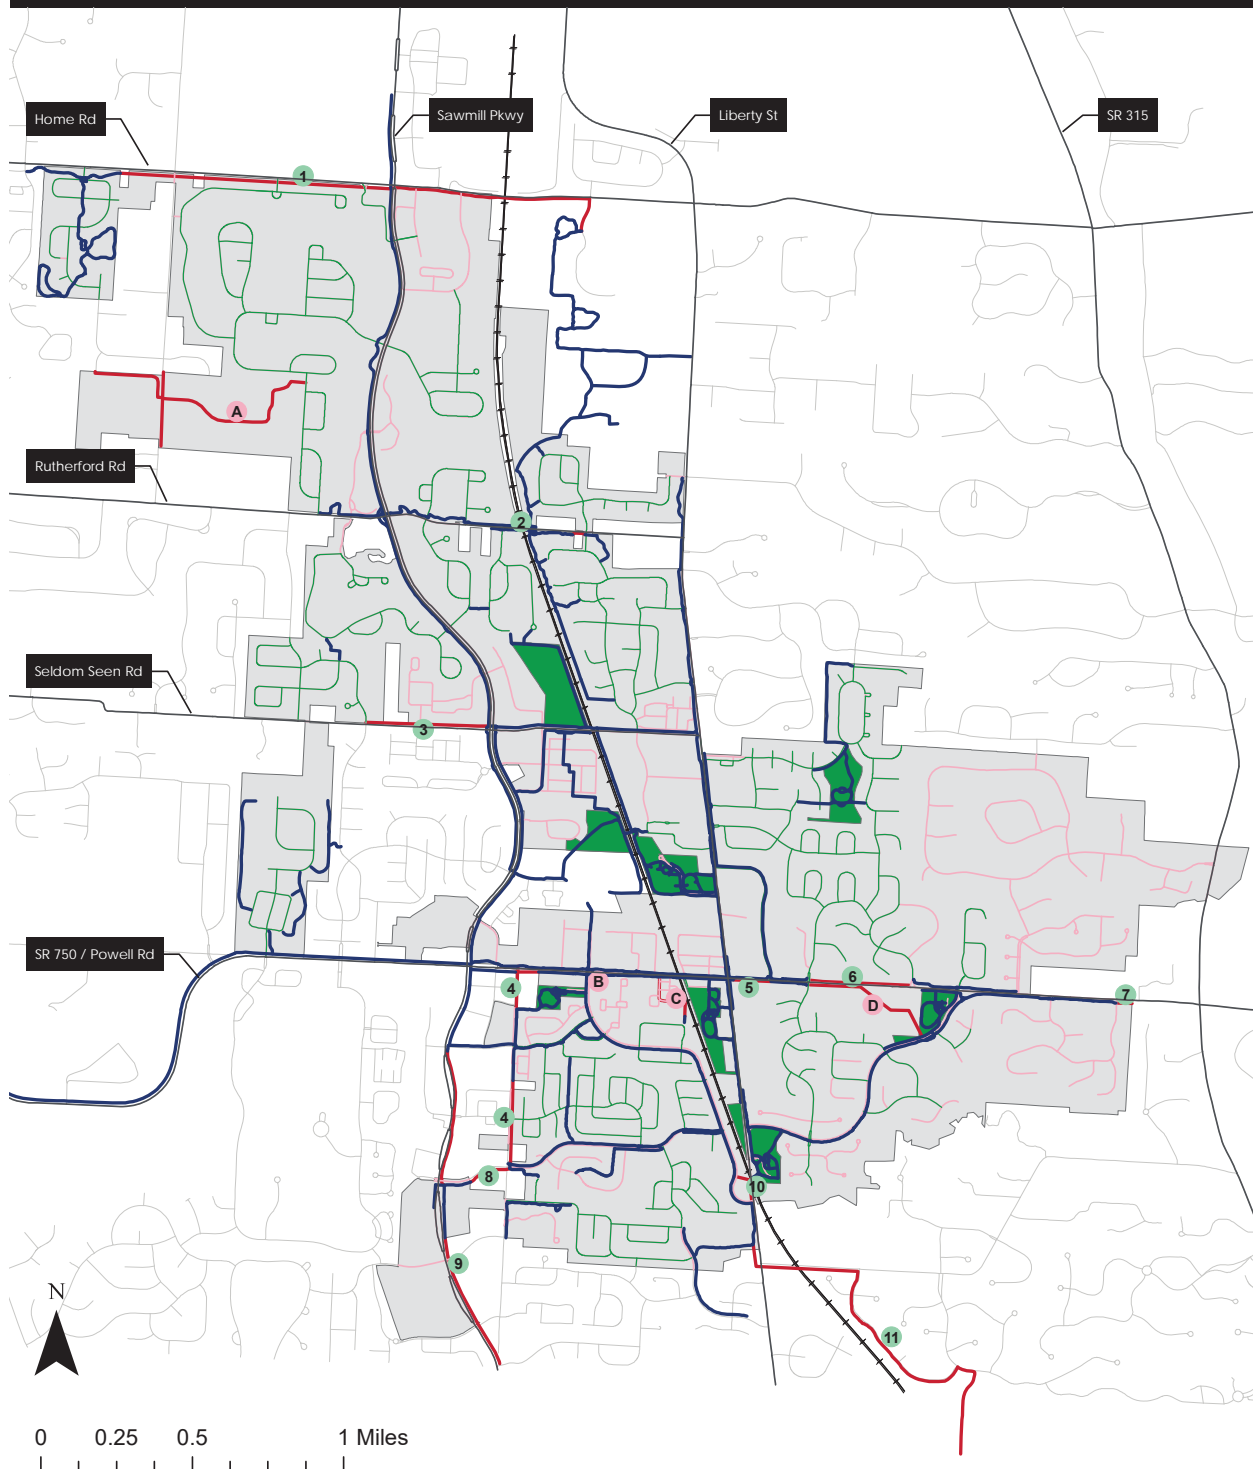 Home Rd
Sawmill Pkwy
Liberty St
SR 315
1
A
Rutherford Rd
2
Seldom Seen Rd
3
SR 750 / Powell Rd
4
B
C
5
6
D
7
4
8
10
9
N
11
0 0.25 0.5 1 Miles